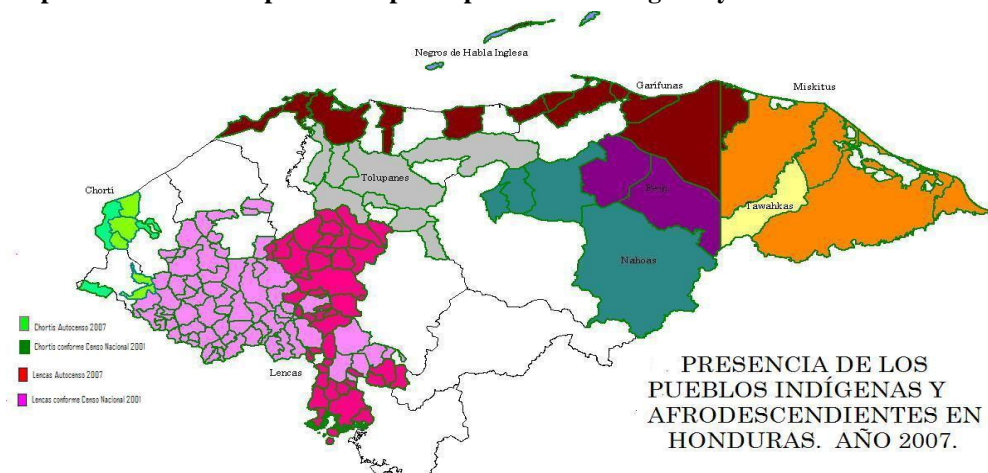 Negros de Habla Inglesa
Garifunas
Miskitus
Chorti
Tolupanes
Pech
Tawahkas
Nahoas
Chortis Autocenso 2007
Chortis conforme Censo Nacional 2001
Lencas Autocenso 2007
Lencas conforme Censo Nacional 2001
Lencas
PRESENCIA DE LOS
PUEBLOS INDÍGENAS Y
AFRODESCENDIENTES EN
HONDURAS. AÑO 2007.